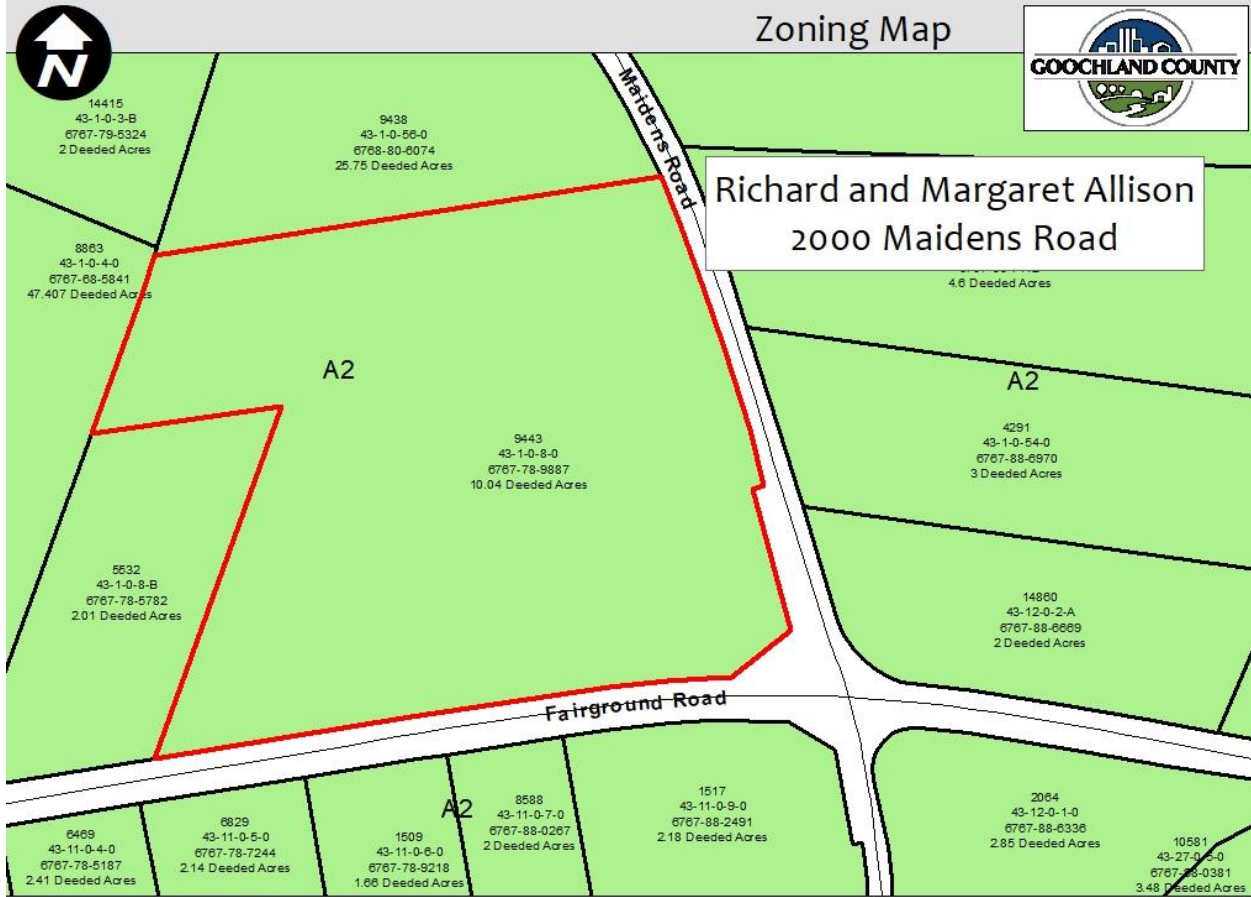 Zoning Map
N
GOOCHLAND COUNTY
Richard and Margaret Allison
2000 Maidens Road
Maidens Road
14415
43-1-0-3-B
6767-79-5324
2 Deeded Acres
9438
43-1-0-56-0
6768-80-6074
25.75 Deeded Acres
8863
43-1-0-4-0
6767-68-5841
47.407 Deeded Acres
4.6 Deeded Acres
A2
A2
9443
43-1-0-8-0
6767-78-9887
10.04 Deeded Acres
4291
43-1-0-54-0
6767-88-6970
3 Deeded Acres
5532
43-1-0-8-B
6767-78-5782
2.01 Deeded Acres
14860
43-12-0-2-A
6767-88-6669
2 Deeded Acres
Fairground Road
A2
6469
43-11-0-4-0
6767-78-5187
2.41 Deeded Acres
6829
43-11-0-5-0
6767-78-7244
2.14 Deeded Acres
1509
43-11-0-6-0
6767-78-9218
1.66 Deeded Acres
8588
43-11-0-7-0
6767-88-0267
2 Deeded Acres
1517
43-11-0-9-0
6767-88-2491
2.18 Deeded Acres
2064
43-12-0-1-0
6767-88-6336
2.85 Deeded Acres
10581
43-27-0-5-0
3.48 Deeded Acres